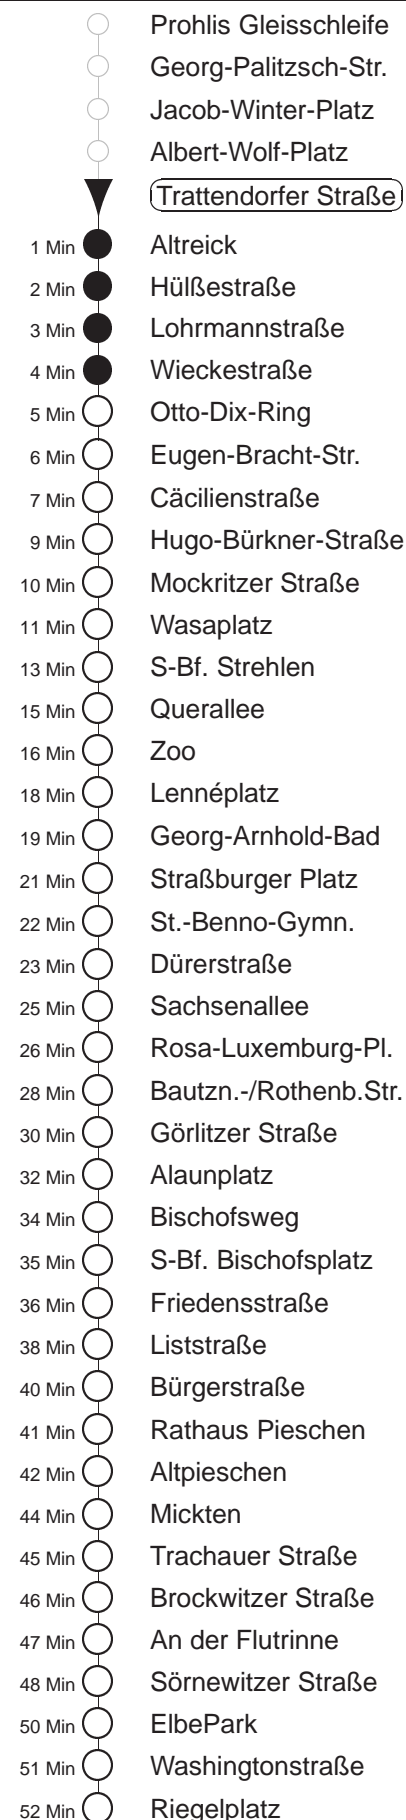 Prohlis Gleisschleife
Georg-Palitzsch-Str.
Jacob-Winter-Platz
Albert-Wolf-Platz
Trattendorfer Straße
1 Min Altreick
2 Min Hülßestraße
3 Min Lohrmannstraße
4 Min Wieckestraße
5 Min Otto-Dix-Ring
6 Min Eugen-Bracht-Str.
7 Min Cäcilienstraße
9 Min Hugo-Bürkner-Straße
10 Min Mockritzer Straße
11 Min Wasaplatz
13 Min S-Bf. Strehlen
15 Min Querallee
16 Min Zoo
18 Min Lennéplatz
19 Min Georg-Arnhold-Bad
21 Min Straßburger Platz
22 Min St.-Benno-Gymn.
23 Min Dürerstraße
25 Min Sachsenallee
26 Min Rosa-Luxemburg-Pl.
28 Min Bautzn.-/Rothenb.Str.
30 Min Görlitzer Straße
32 Min Alaunplatz
34 Min Bischofsweg
35 Min S-Bf. Bischofsplatz
36 Min Friedensstraße
38 Min Liststraße
40 Min Bürgerstraße
41 Min Rathaus Pieschen
42 Min Altpieschen
44 Min Mickten
45 Min Trachauer Straße
46 Min Brockwitzer Straße
47 Min An der Flutrinne
48 Min Sörnewitzer Straße
50 Min ElbePark
51 Min Washingtonstraße
52 Min Riegelplatz